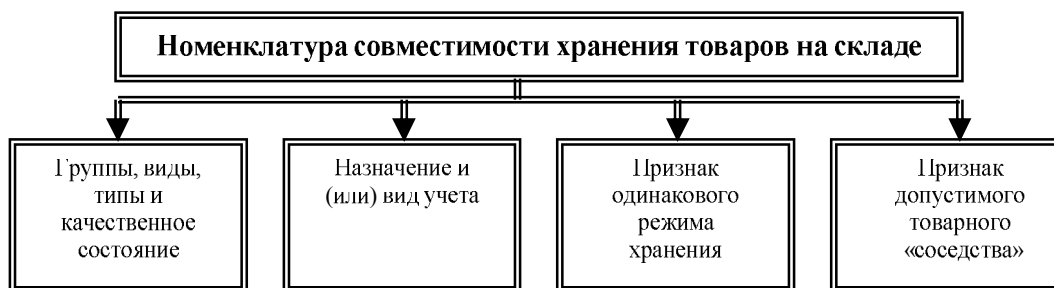 Номенклатура совместимости хранения товаров на складе
Группы, виды,
типы и
качественное
состояние
Назначение и
(или) вид учета
Признак
одинакового
режима
хранения
Признак
допустимого
товарного
«соседства»